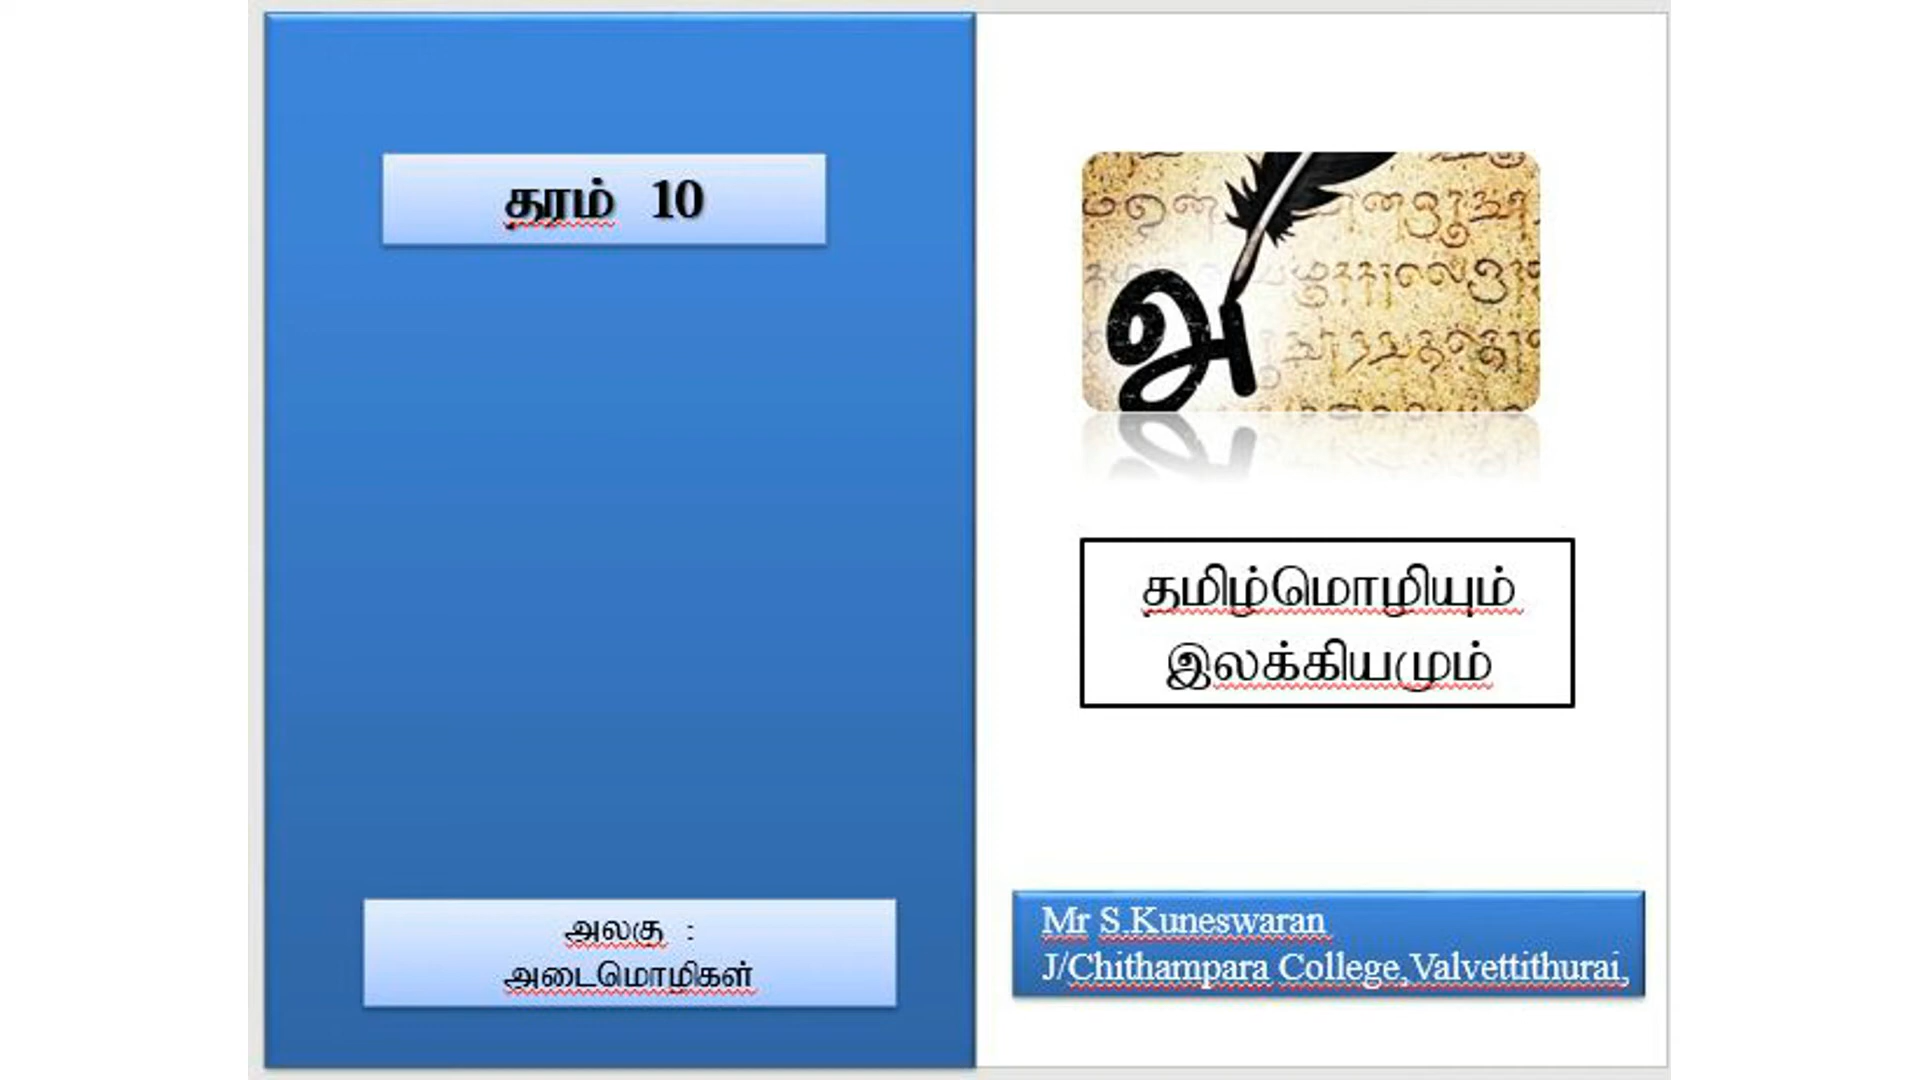 தரம் 10
அலகு :
அடைமொழிகள்
அ
தமிழ்மொழியும்
இலக்கியமும்
Mr S.Kuneswaran
J/Chithampara College,Valvettithurai,